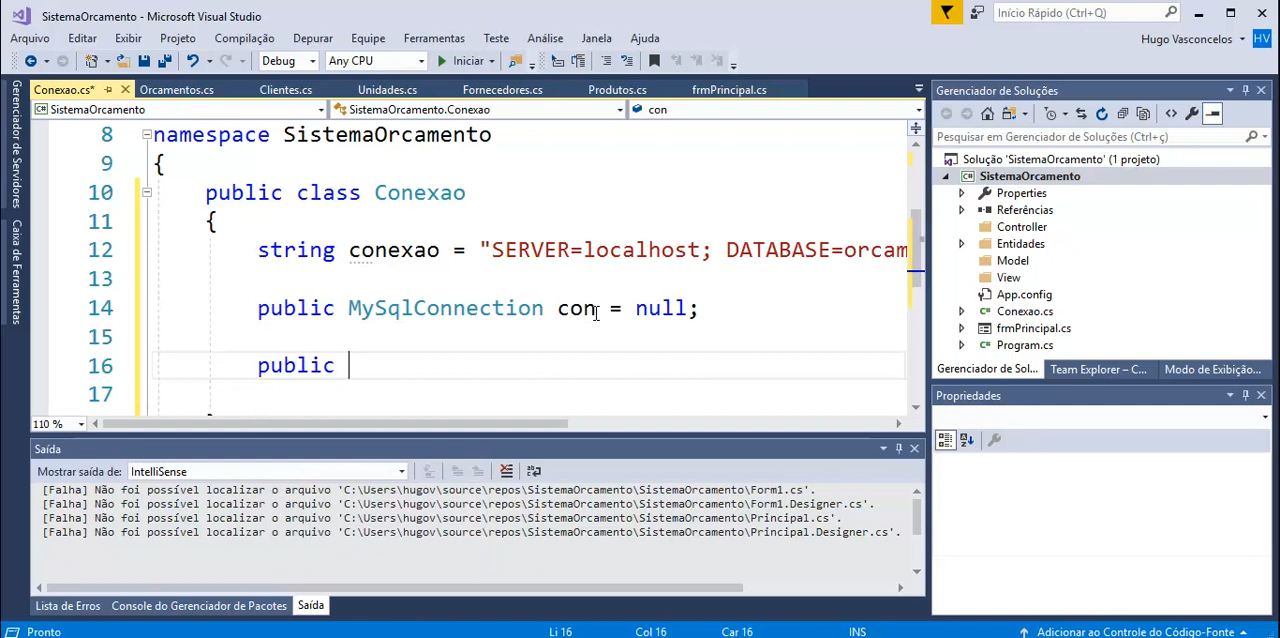 SistemaOrcamento - Microsoft Visual Studio
Início Rápido (Ctrl+Q)
Arquivo Editar Exibir Projeto Compilação Depurar Equipe Ferramentas Teste Análise Janela Ajuda
Hugo Vasconcelos HV
Debug Any CPU Iniciar
Conexao.cs* Orcamentos.cs Clientes.cs Unidades.cs Fornecedores.cs Produtos.cs frmPrincipal.cs
SistemaOrcamento SistemaOrcamento.Conexao con
Gerenciador de Servidores
Caixa de Ferramentas
8 namespace SistemaOrcamento
9 {
10 public class Conexao
11 {
12 string conexao = "SERVER=localhost; DATABASE=orcam
13
14 public MySqlConnection con = null;
15
16 public
17
110 %
Saída
Mostrar saída de: IntelliSense
[Falha] Não foi possível localizar o arquivo 'C:\Users\hugov\source\repos\SistemaOrcamento\SistemaOrcamento\Form1.cs'.
[Falha] Não foi possível localizar o arquivo 'C:\Users\hugov\source\repos\SistemaOrcamento\SistemaOrcamento\Form1.Designer.cs'.
[Falha] Não foi possível localizar o arquivo 'C:\Users\hugov\source\repos\SistemaOrcamento\SistemaOrcamento\Principal.cs'.
[Falha] Não foi possível localizar o arquivo 'C:\Users\hugov\source\repos\SistemaOrcamento\SistemaOrcamento\Principal.Designer.cs'.
Lista de Erros Console do Gerenciador de Pacotes Saída
Gerenciador de Soluções
Pesquisar em Gerenciador de Soluções (Ctrl+ç)
Solução 'SistemaOrcamento' (1 projeto)
C# SistemaOrcamento
Properties
Referências
Controller
Entidades
Model
View
App.config
C# Conexao.cs
frmPrincipal.cs
C# Program.cs
Gerenciador de Sol... Team Explorer – C... Modo de Exibição...
Propriedades
Pronto Li 16 Col 16 Car 16 INS Adicionar ao Controle do Código-Fonte